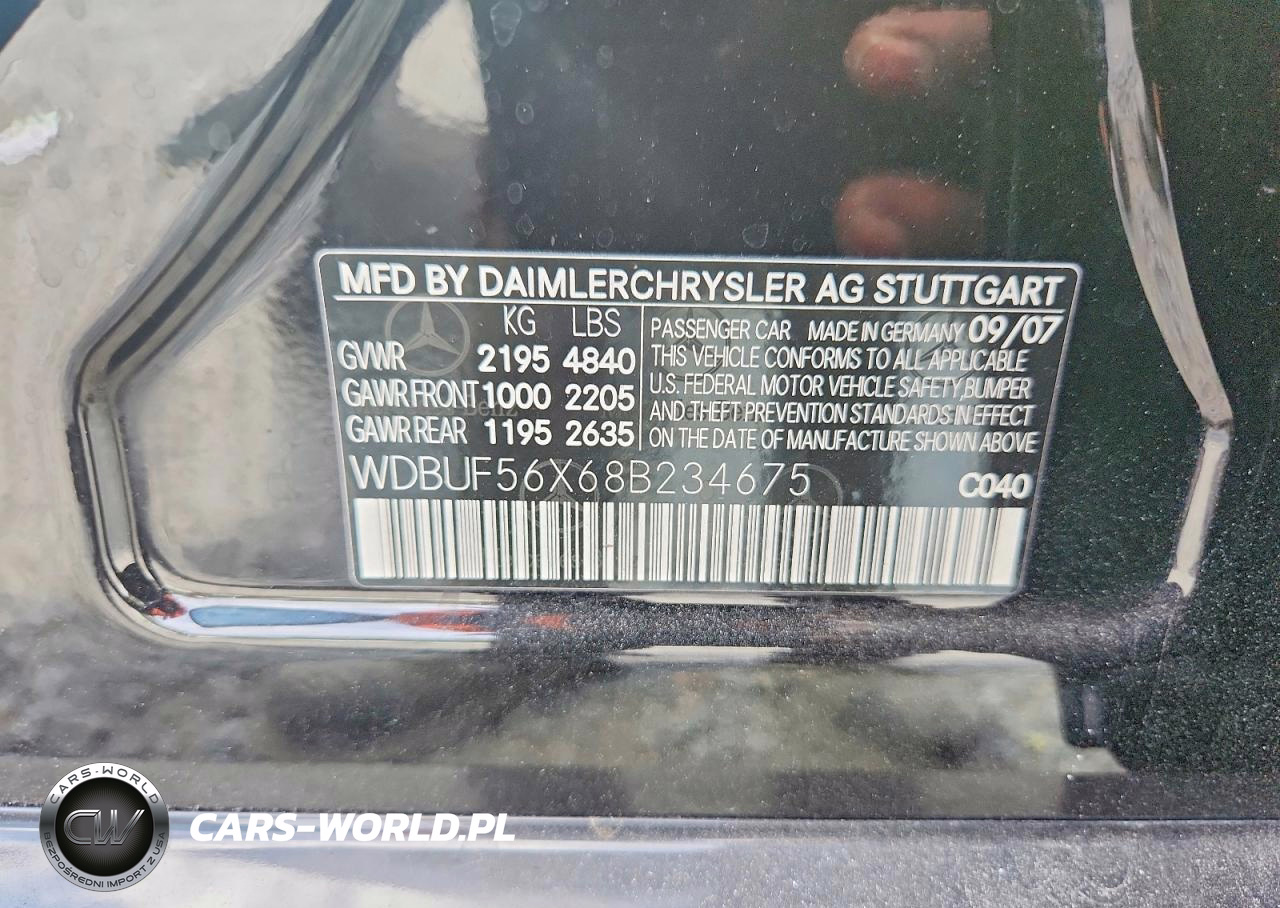 MFD BY DAIMLERCHRYSLER AG STUTTGART
KG LBS
GVWR 2195 4840
GAWR FRONT 1000 2205
GAWR REAR 1195 2635
PASSENGER CAR MADE IN GERMANY 09/07
THIS VEHICLE CONFORMS TO ALL APPLICABLE
U.S. FEDERAL MOTOR VEHICLE SAFETY, BUMPER
AND THEFT PREVENTION STANDARDS IN EFFECT
ON THE DATE OF MANUFACTURE SHOWN ABOVE
WDBUF56X68B234675 C040
CARS-WORLD
CW
BEZPOŚREDNI IMPORT Z USA
CARS-WORLD.PL